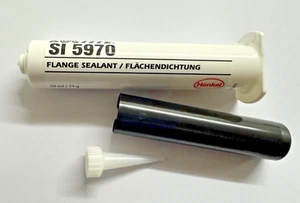 SI 5970
FLANGE SEALANT / FLÄCHENDICHTUNG
Henkel